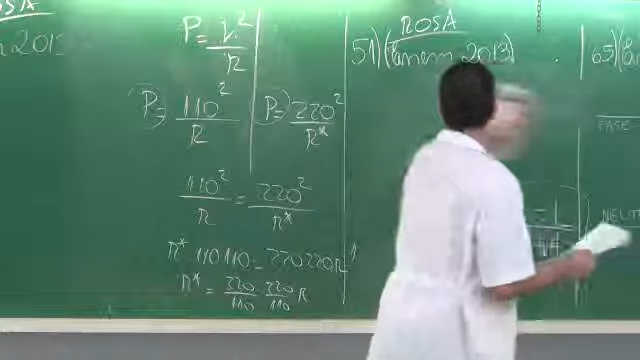 ROSA
2013
P = V²/R
P = 110²/R
P = 220²/R*
110²/R = 220²/R*
R* 110 110 = 220 220 R
R* = 220/110 220/110 R
ROSA
51) (Enem 2013)
= 1
65)
FASE
NEUT